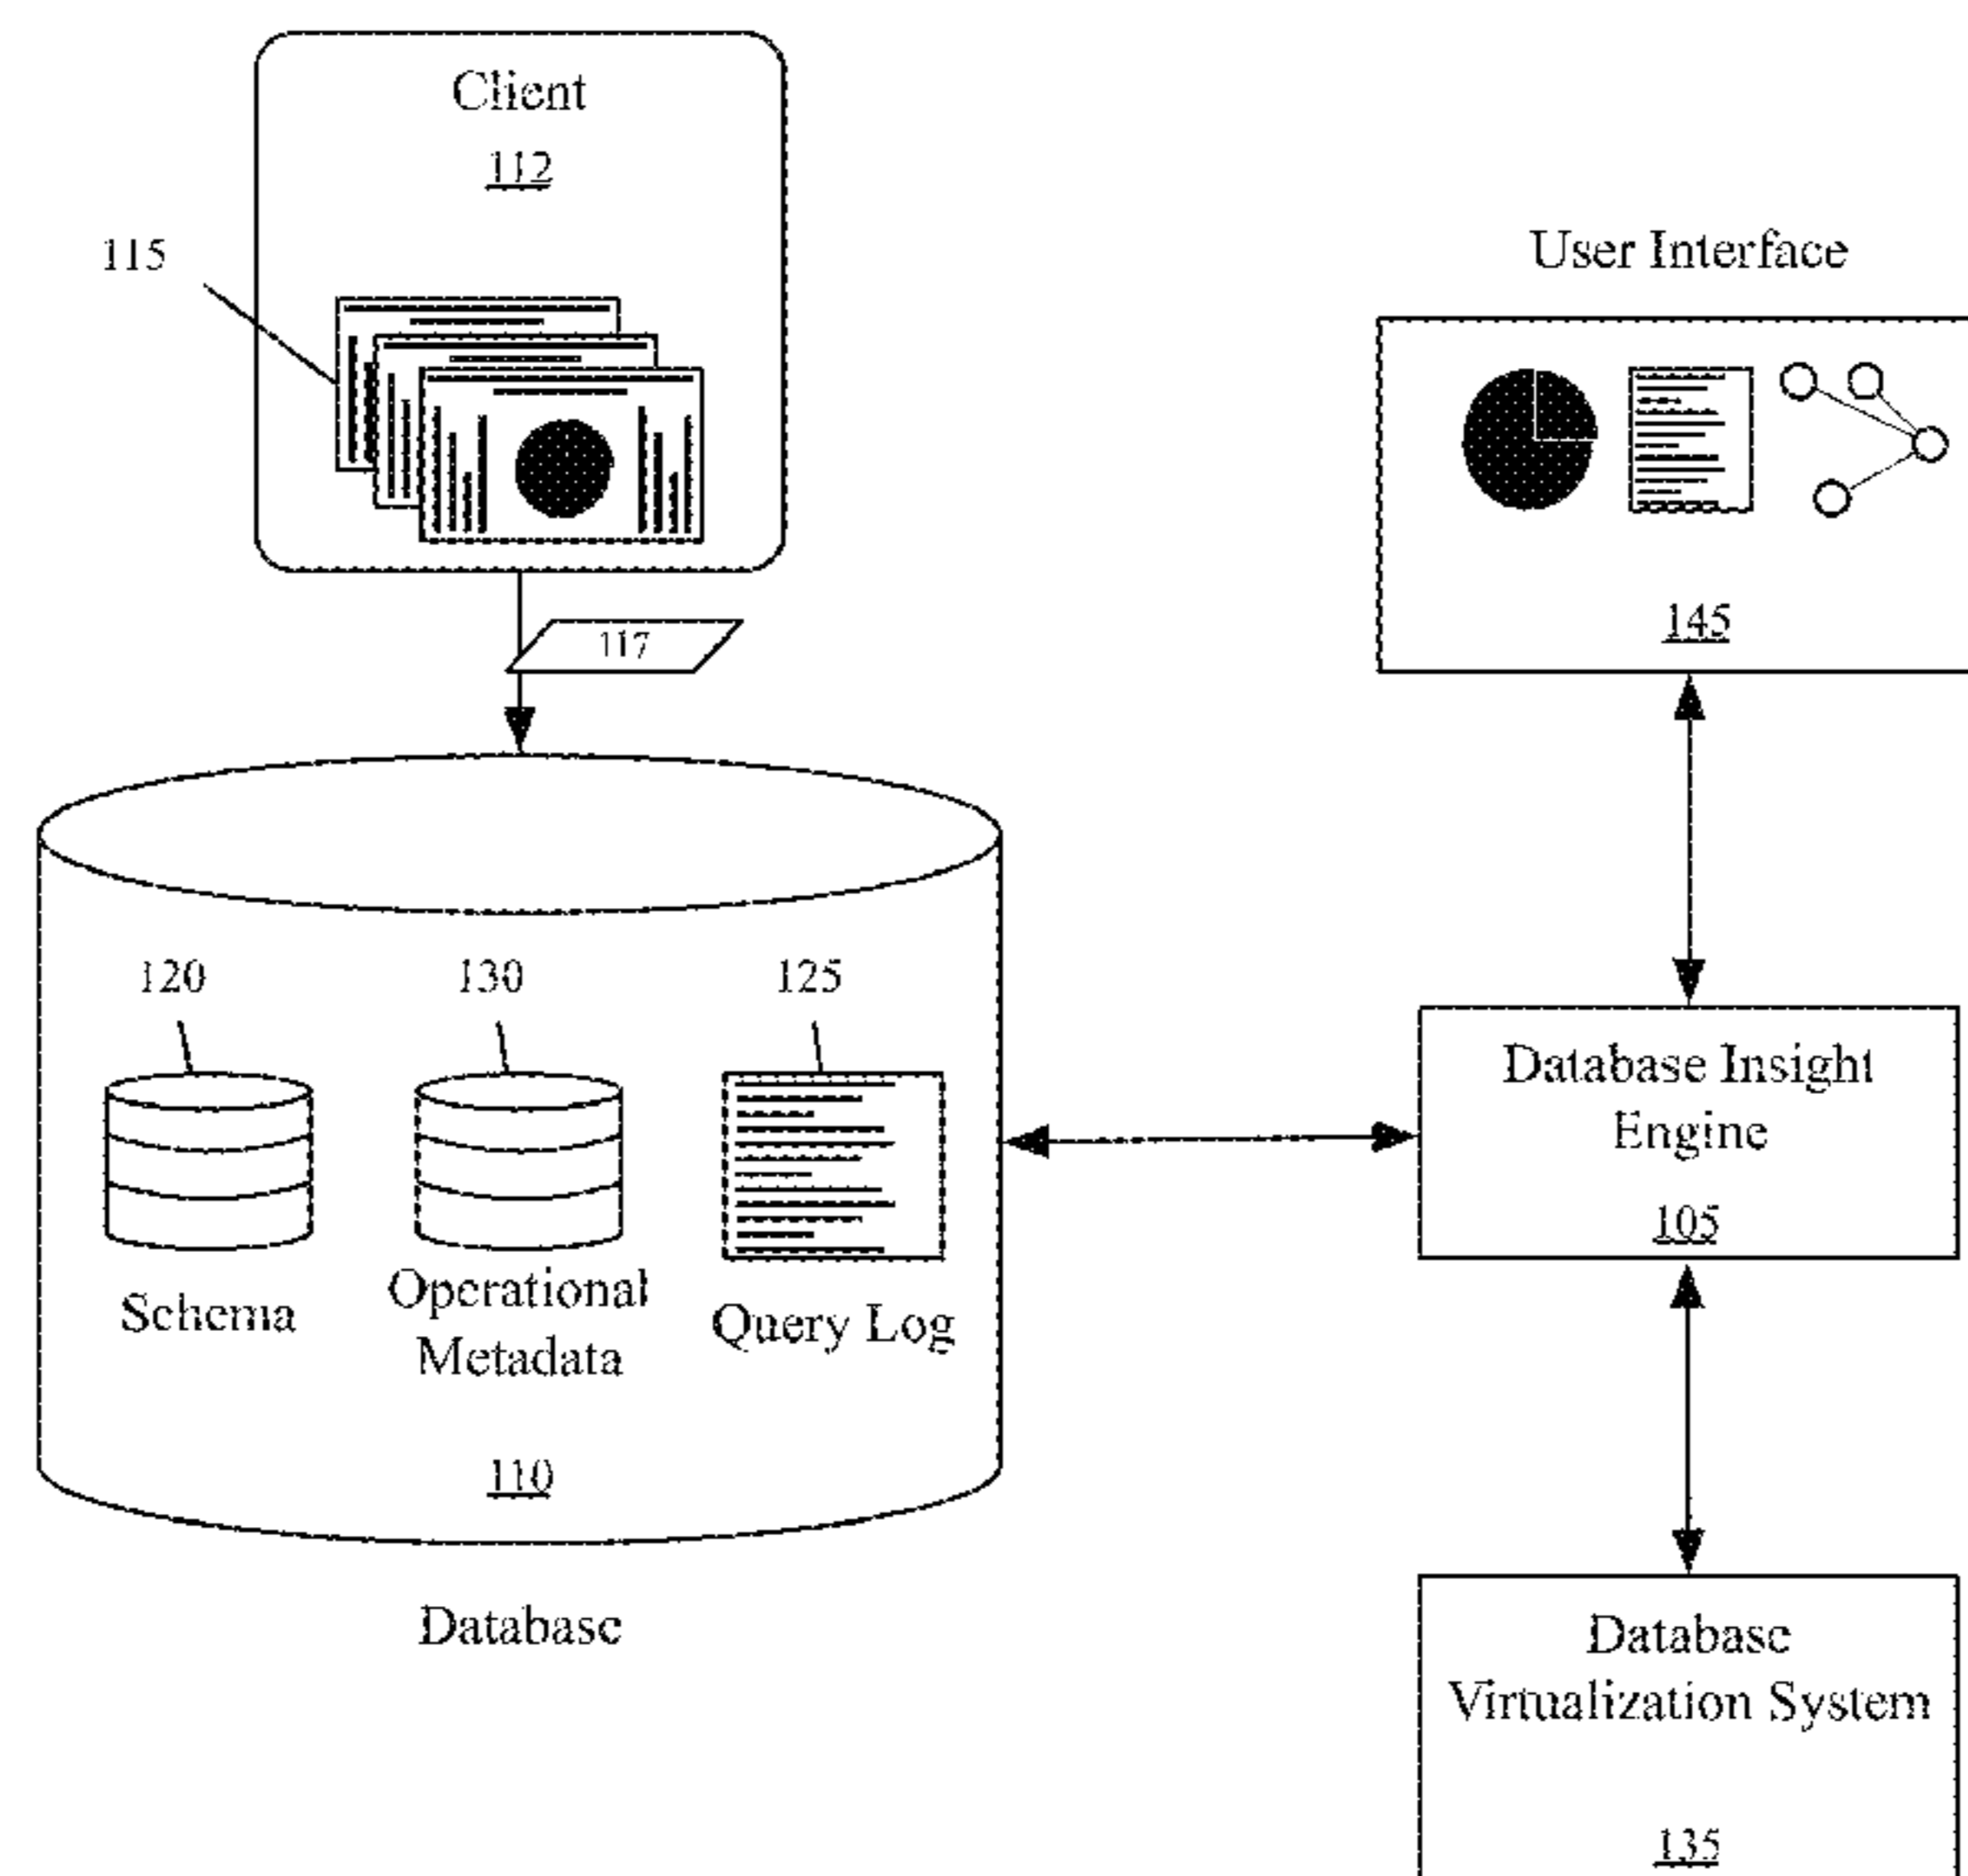 Client
112
115
117
User Interface
145
120
130
125
Schema
Operational
Metadata
Query Log
110
Database
Database Insight
Engine
105
Database
Virtualization System
135